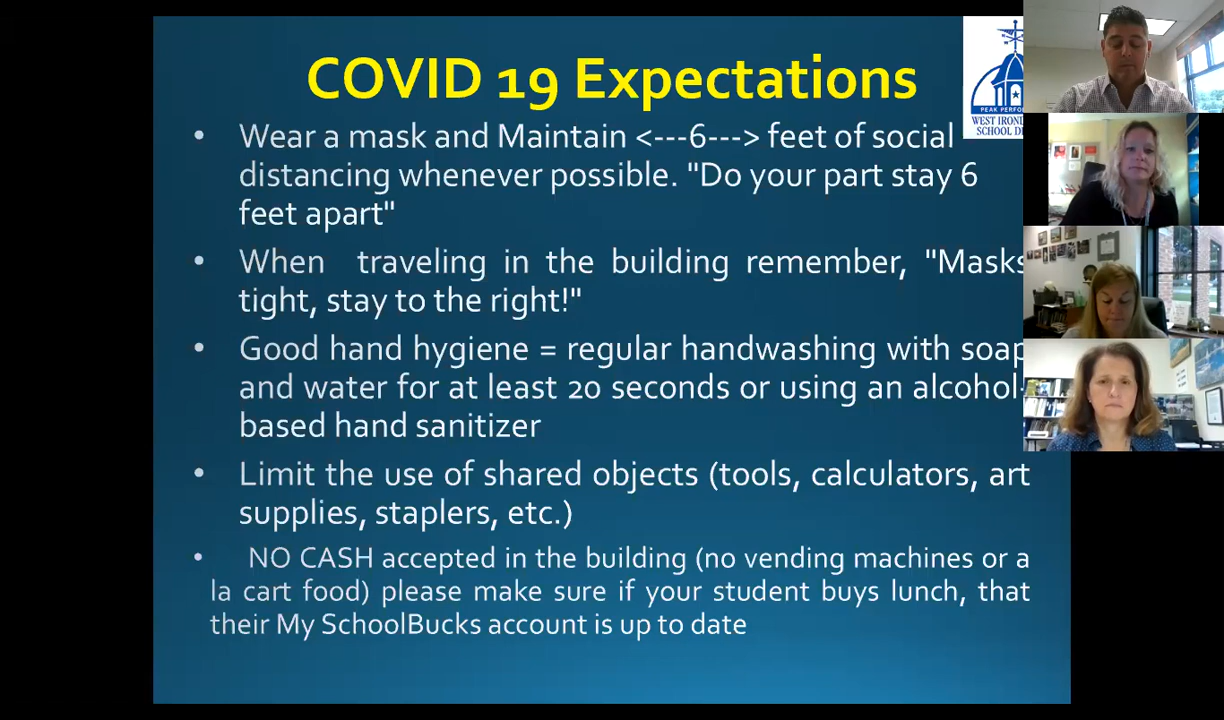 COVID 19 Expectations
PEAK PERFO
WEST IROND
SCHOOL D
• Wear a mask and Maintain <---6---> feet of social
distancing whenever possible. "Do your part stay 6
feet apart"
• When traveling in the building remember, "Masks
tight, stay to the right!"
• Good hand hygiene = regular handwashing with soap
and water for at least 20 seconds or using an alcohol-
based hand sanitizer
• Limit the use of shared objects (tools, calculators, art
supplies, staplers, etc.)
• NO CASH accepted in the building (no vending machines or a
la cart food) please make sure if your student buys lunch, that
their My SchoolBucks account is up to date